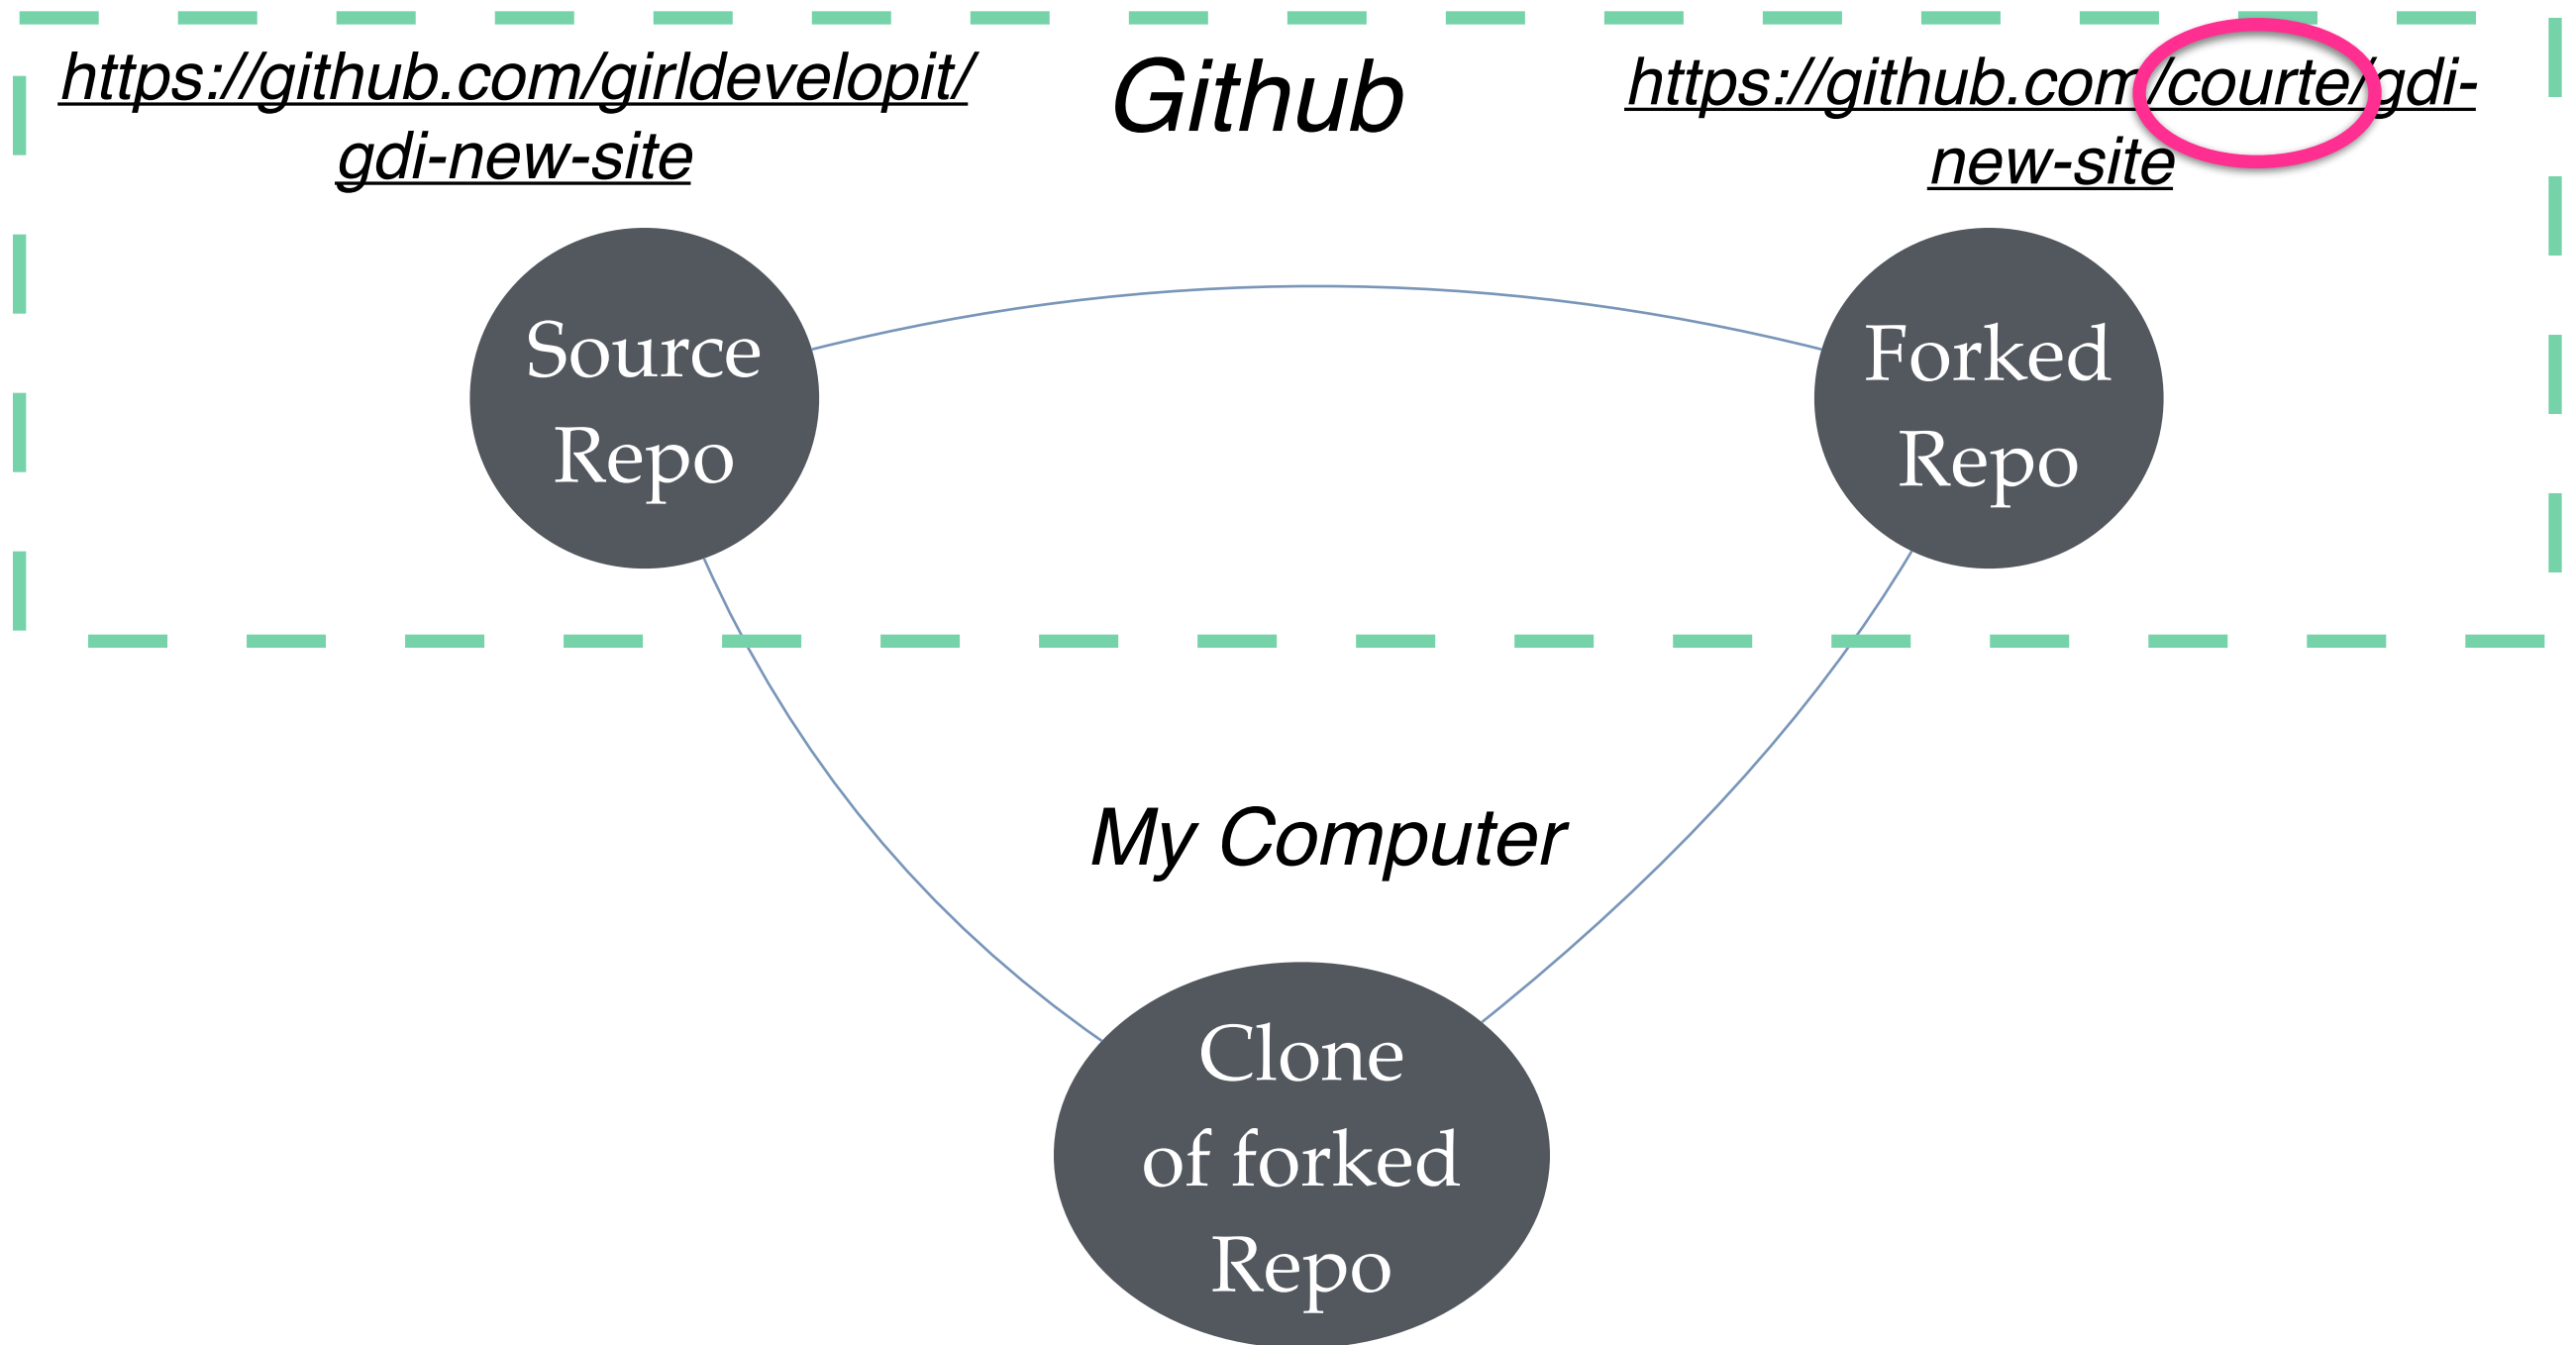 https://github.com/girldevelopit/
gdi-new-site
Github
https://github.com/courte/gdi-
new-site
Source
Repo
Forked
Repo
My Computer
Clone
of forked
Repo